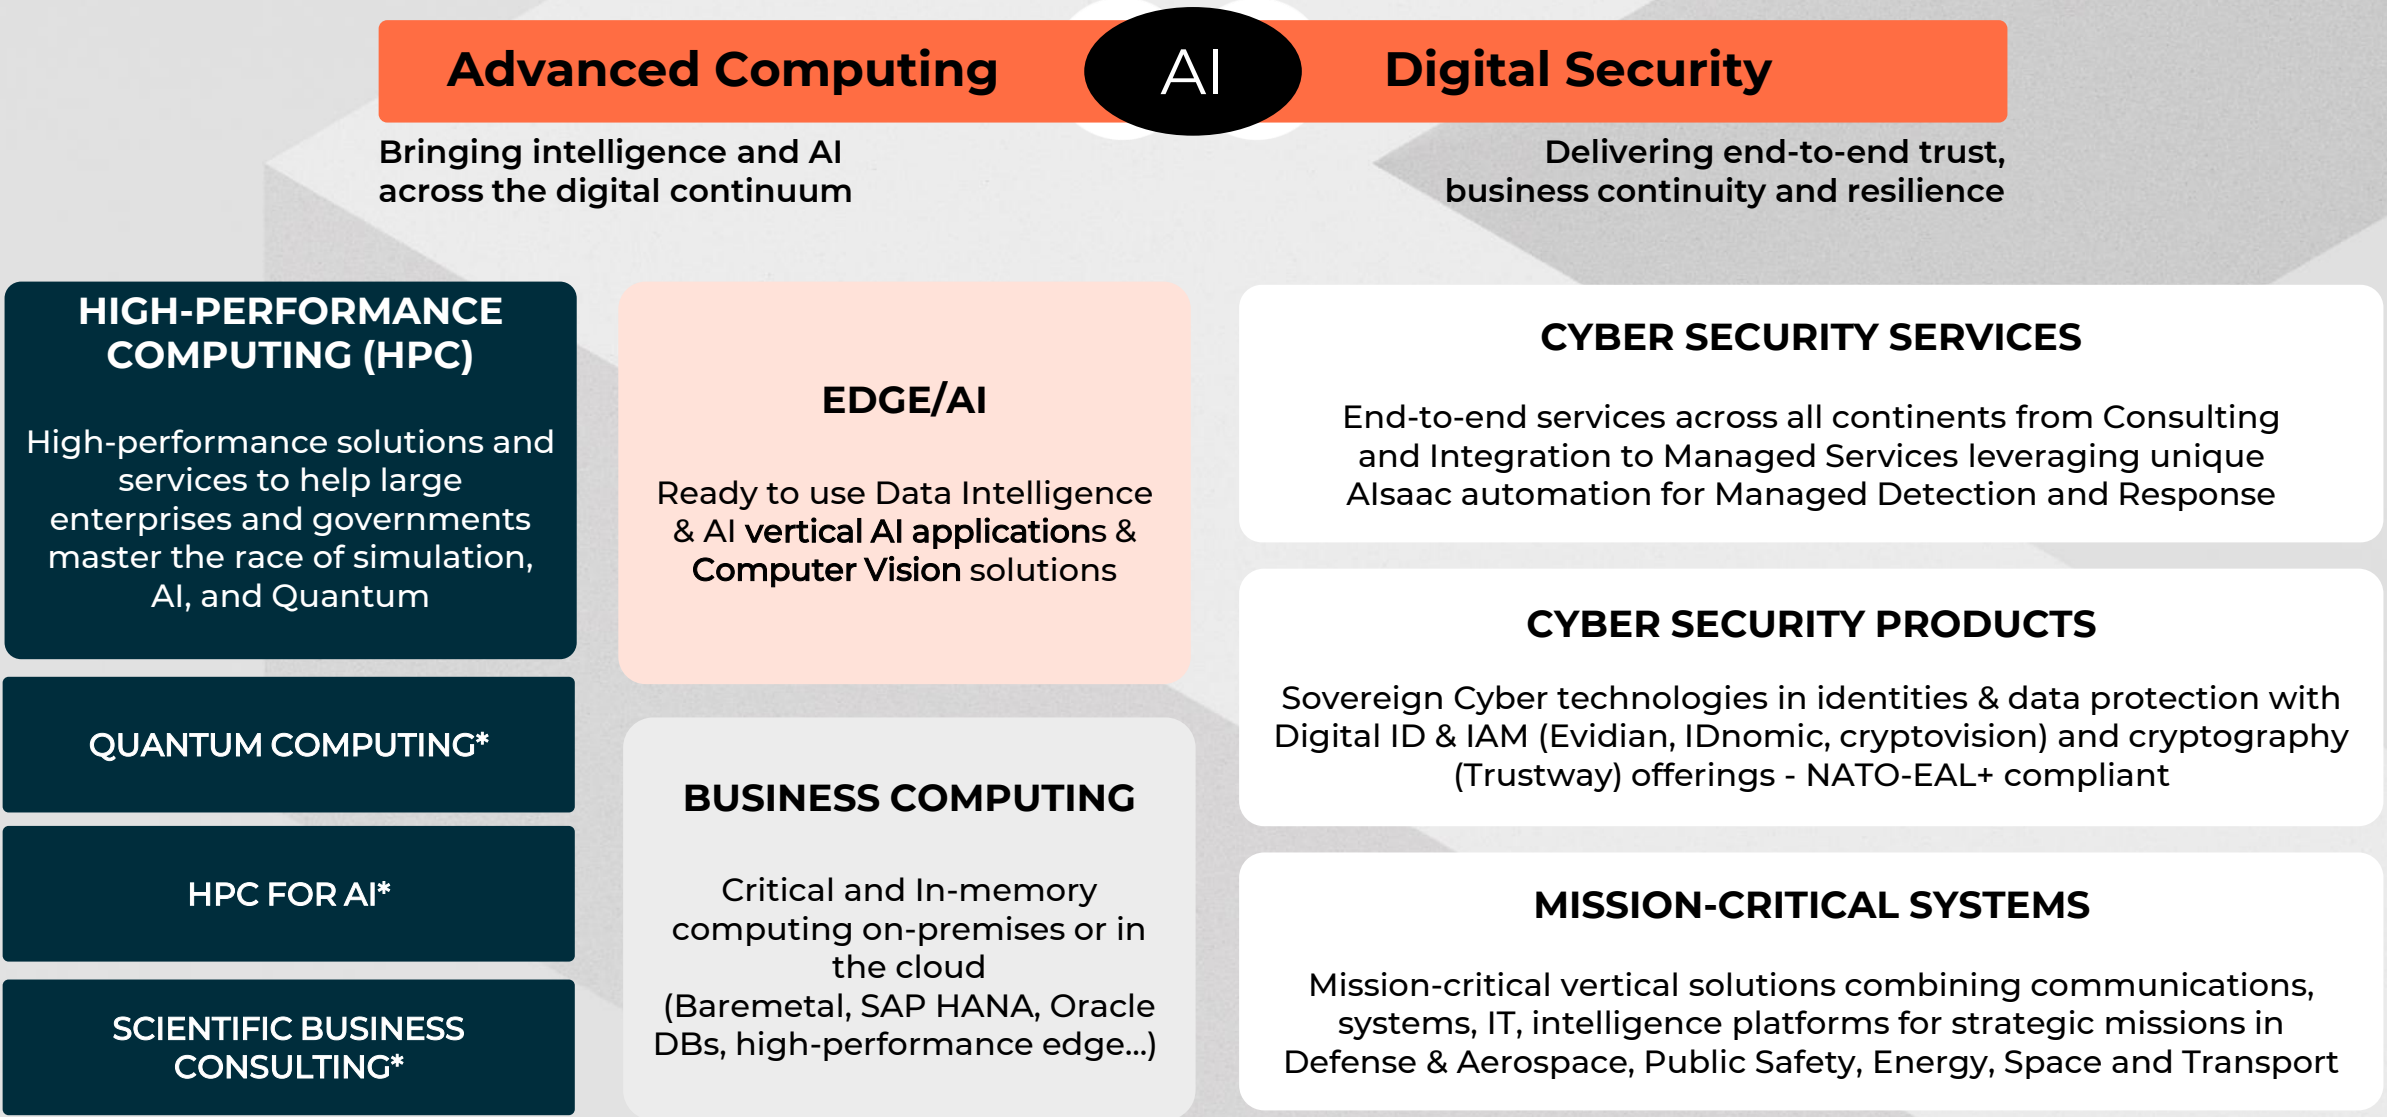 Advanced Computing
AI
Digital Security
Bringing intelligence and AI
across the digital continuum
Delivering end-to-end trust,
business continuity and resilience
HIGH-PERFORMANCE
COMPUTING (HPC)
High-performance solutions and
services to help large
enterprises and governments
master the race of simulation,
AI, and Quantum
QUANTUM COMPUTING*
HPC FOR AI*
SCIENTIFIC BUSINESS
CONSULTING*
EDGE/AI
Ready to use Data Intelligence
& AI vertical AI applications &
Computer Vision solutions
BUSINESS COMPUTING
Critical and In-memory
computing on-premises or in
the cloud
(Baremetal, SAP HANA, Oracle
DBs, high-performance edge...)
CYBER SECURITY SERVICES
End-to-end services across all continents from Consulting
and Integration to Managed Services leveraging unique
AIsaac automation for Managed Detection and Response
CYBER SECURITY PRODUCTS
Sovereign Cyber technologies in identities & data protection with
Digital ID & IAM (Evidian, IDnomic, cryptovision) and cryptography
(Trustway) offerings - NATO-EAL+ compliant
MISSION-CRITICAL SYSTEMS
Mission-critical vertical solutions combining communications,
systems, IT, intelligence platforms for strategic missions in
Defense & Aerospace, Public Safety, Energy, Space and Transport